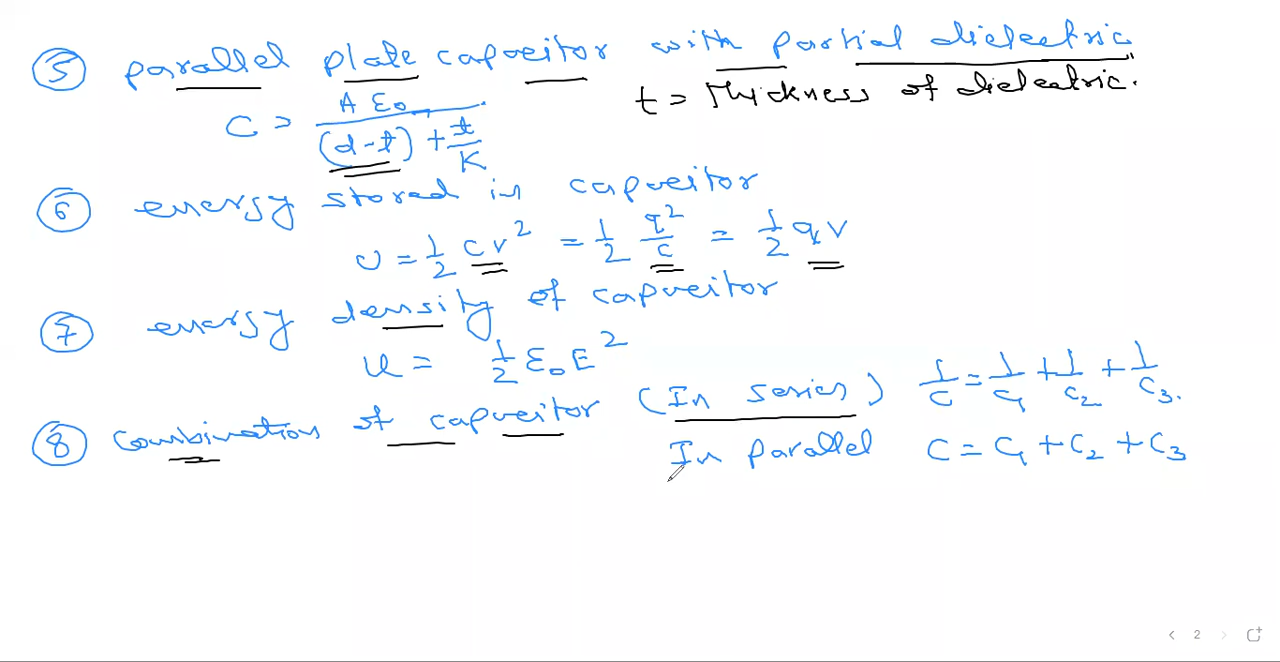 ⑤ parallel plate capacitor with partial dielectric
t = Thickness of dielectric.
C = Aε₀ / ((d-t) + t/K)
⑥ energy stored in capacitor
U = 1/2 CV² = 1/2 q²/C = 1/2 qV
⑦ energy density of capacitor
u = 1/2 ε₀E²
⑧ Combination of capacitor (In series) 1/C = 1/C₁ + 1/C₂ + 1/C₃.
In parallel C = C₁ + C₂ + C₃
< 2 >